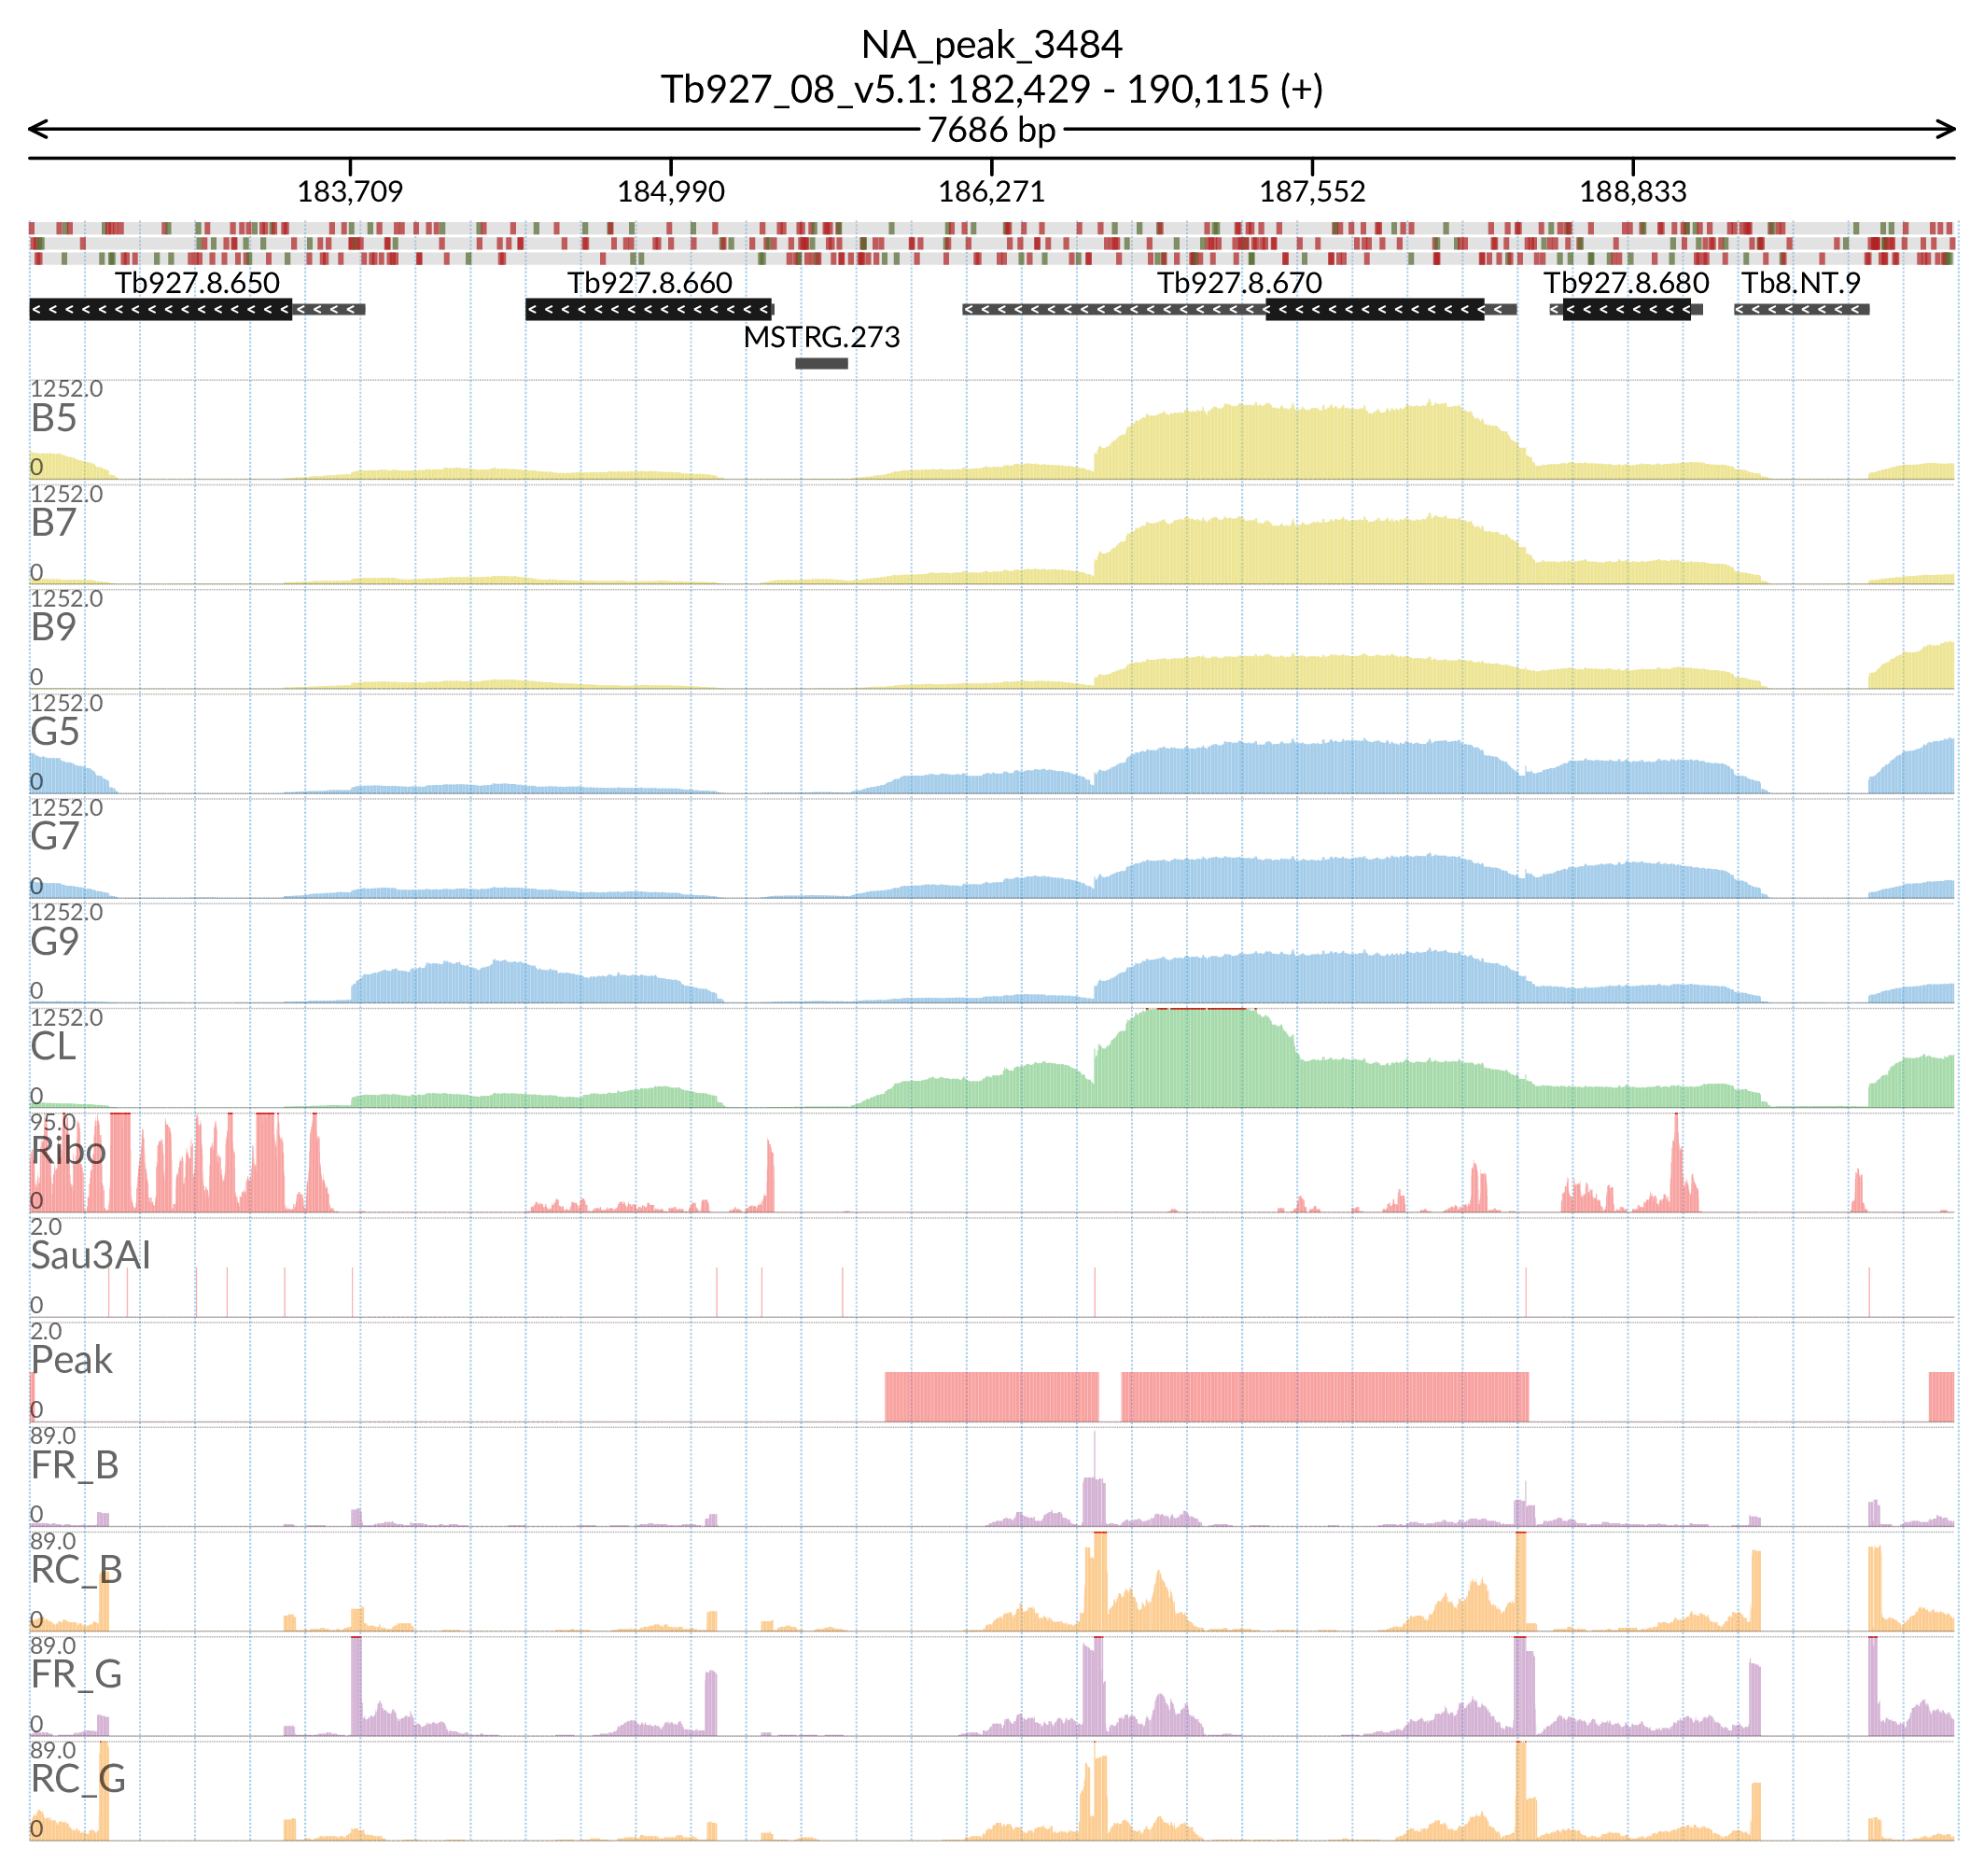 NA_peak_3484
Tb927_08_v5.1: 182,429 - 190,115 (+)
7686 bp
183,709 184,990 186,271 187,552 188,833
Tb927.8.650 Tb927.8.660 Tb927.8.670 Tb927.8.680 Tb8.NT.9
MSTRG.273
1252.0
B5
0
1252.0
B7
0
1252.0
B9
0
1252.0
G5
0
1252.0
G7
0
1252.0
G9
0
1252.0
CL
0
95.0
Ribo
0
2.0
Sau3AI
0
2.0
Peak
0
89.0
FR_B
0
89.0
RC_B
0
89.0
FR_G
0
89.0
RC_G
0